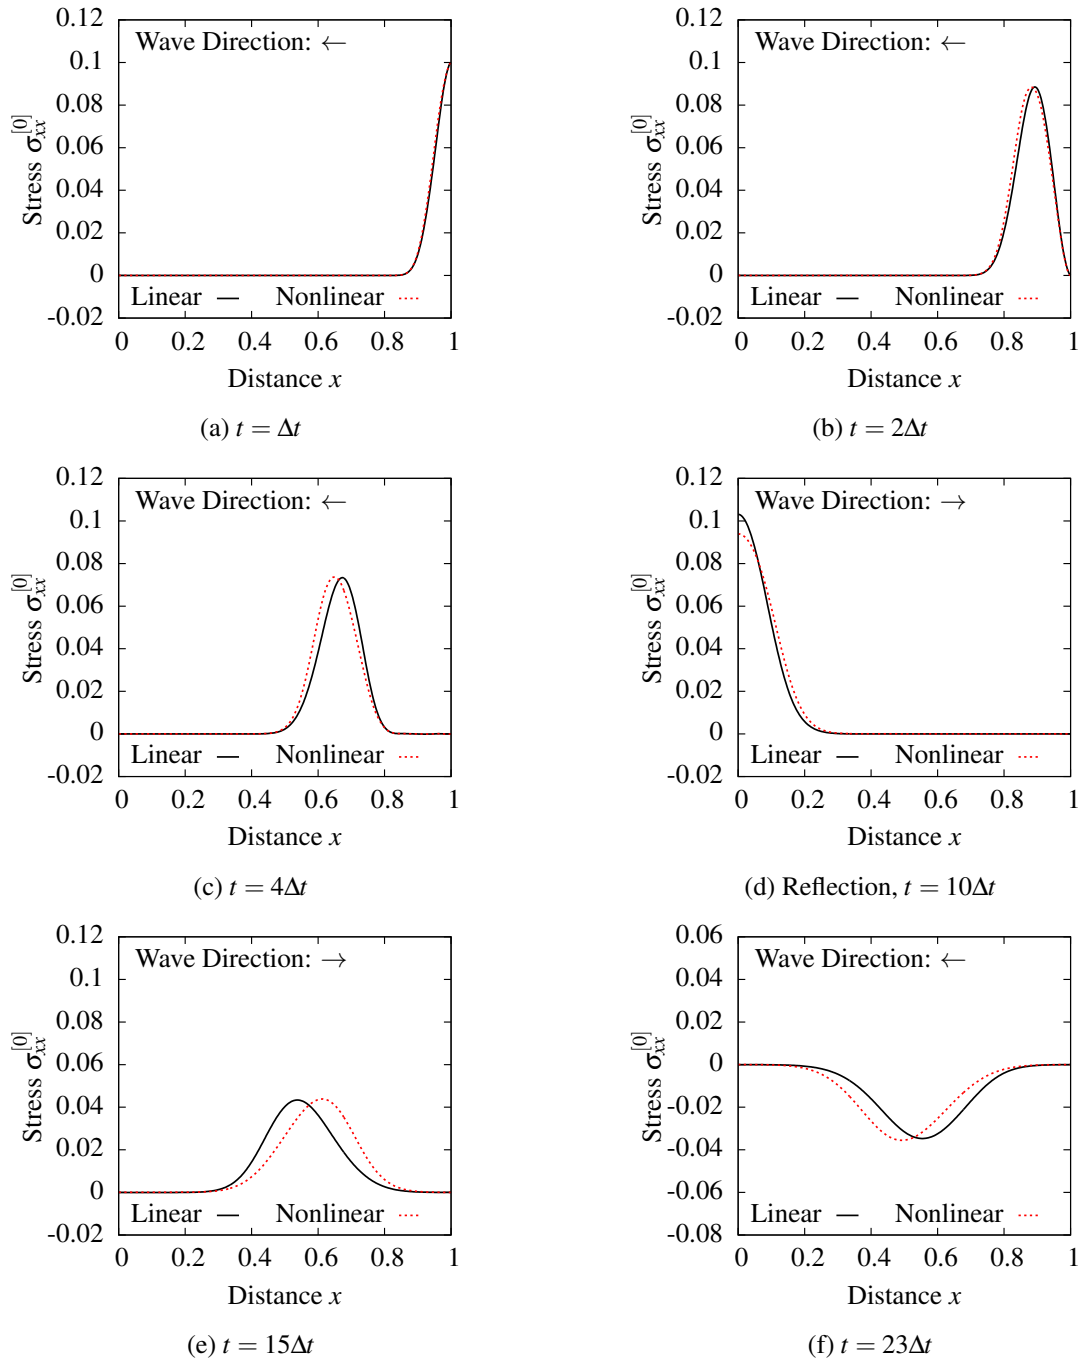 0.12
0.1
0.08
0.06
0.04
0.02
0
-0.02
Stress σ_xx^[0]
Wave Direction: ←
Linear
Nonlinear
0 0.2 0.4 0.6 0.8 1
Distance x
(a) t = Δt
0.12
0.1
0.08
0.06
0.04
0.02
0
-0.02
Stress σ_xx^[0]
Wave Direction: ←
Linear
Nonlinear
0 0.2 0.4 0.6 0.8 1
Distance x
(b) t = 2Δt
0.12
0.1
0.08
0.06
0.04
0.02
0
-0.02
Stress σ_xx^[0]
Wave Direction: ←
Linear
Nonlinear
0 0.2 0.4 0.6 0.8 1
Distance x
(c) t = 4Δt
0.12
0.1
0.08
0.06
0.04
0.02
0
-0.02
Stress σ_xx^[0]
Wave Direction: →
Linear
Nonlinear
0 0.2 0.4 0.6 0.8 1
Distance x
(d) Reflection, t = 10Δt
0.12
0.1
0.08
0.06
0.04
0.02
0
-0.02
Stress σ_xx^[0]
Wave Direction: →
Linear
Nonlinear
0 0.2 0.4 0.6 0.8 1
Distance x
(e) t = 15Δt
0.06
0.04
0.02
0
-0.02
-0.04
-0.06
-0.08
Stress σ_xx^[0]
Wave Direction: ←
Linear
Nonlinear
0 0.2 0.4 0.6 0.8 1
Distance x
(f) t = 23Δt